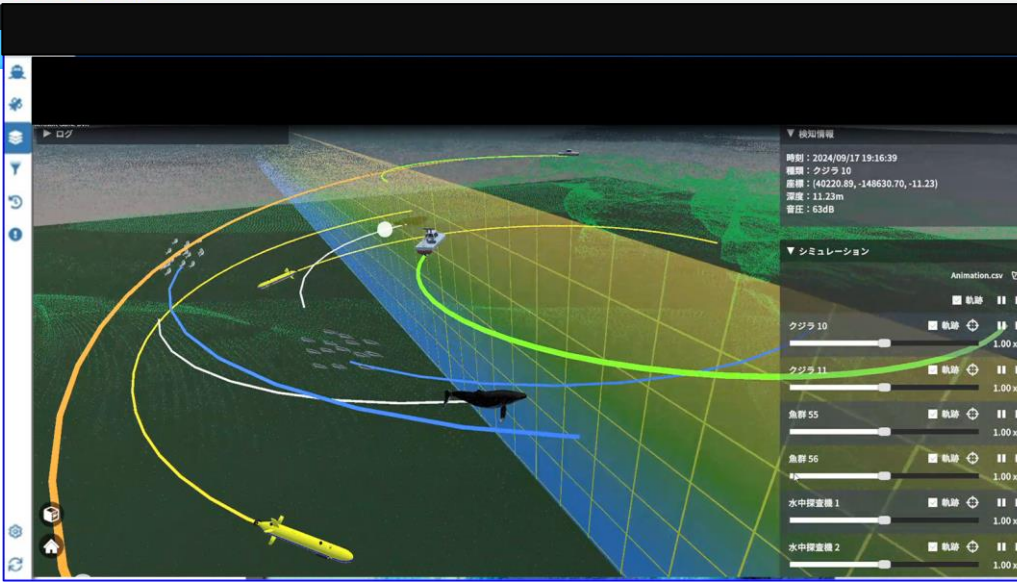 ▶ ログ
▼ 検知情報
時刻：2024/09/17 19:16:39
種類：クジラ 10
座標：(40220.89, -148630.70, -11.23)
深度：11.23m
音圧：63dB
▼ シミュレーション
Animation.csv
軌跡
クジラ 10 軌跡
1.00 x
クジラ 11 軌跡
1.00 x
魚群 55 軌跡
1.00 x
魚群 56 軌跡
1.00 x
水中探査機 1 軌跡
1.00 x
水中探査機 2 軌跡
1.00 x